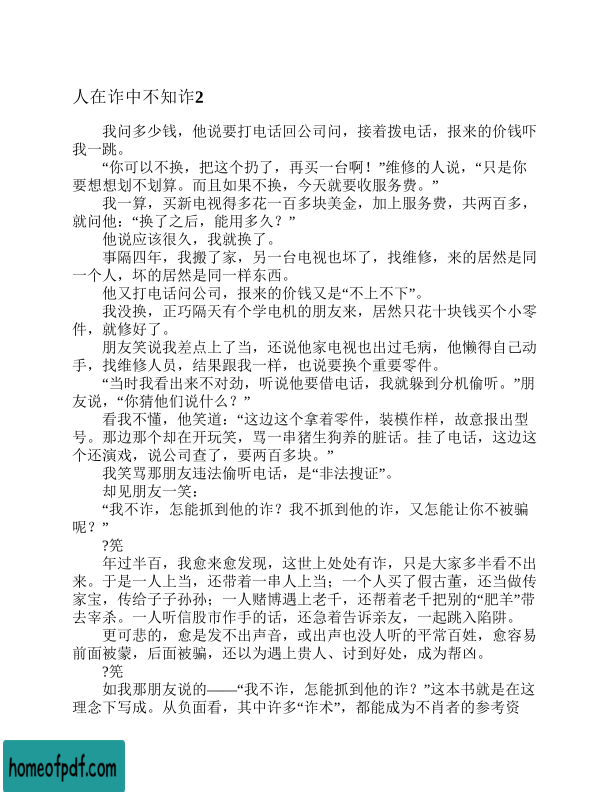 人在诈中不知诈2
我问多少钱，他说要打电话回公司问，接着拨电话，报来的价钱吓
我一跳。
“你可以不换，把这个扔了，再买一台啊！”维修的人说，“只是你
要想想划不划算。而且如果不换，今天就要收服务费。”
我一算，买新电视得多花一百多块美金，加上服务费，共两百多，
就问他：“换了之后，能用多久？”
他说应该很久，我就换了。
事隔四年，我搬了家，另一台电视也坏了，找维修，来的居然是同
一个人，坏的居然是同一样东西。
他又打电话问公司，报来的价钱又是“不上不下”。
我没换，正巧隔天有个学电机的朋友来，居然只花十块钱买个小零
件，就修好了。
朋友笑说我差点上了当，还说他家电视也出过毛病，他懒得自己动
手，找维修人员，结果跟我一样，也说要换个重要零件。
“当时我看出来不对劲，听说他要借电话，我就躲到分机偷听。”朋
友说，“你猜他们说什么？”
看我不懂，他笑道：“这边这个拿着零件，装模作样，故意报出型
号。那边那个却在开玩笑，骂一串猪生狗养的脏话。挂了电话，这边这
个还演戏，说公司查了，要两百多块。”
我笑骂那朋友违法偷听电话，是“非法搜证”。
却见朋友一笑：
“我不诈，怎能抓到他的诈？我不抓到他的诈，又怎能让你不被骗
呢？”
?笐
年过半百，我愈来愈发现，这世上处处有诈，只是大家多半看不出
来。于是一人上当，还带着一串人上当；一个人买了假古董，还当做传
家宝，传给子子孙孙；一人赌博遇上老千，还帮着老千把别的“肥羊”带
去宰杀。一人听信股市作手的话，还急着告诉亲友，一起跳入陷阱。
更可悲的，愈是发不出声音，或出声也没人听的平常百姓，愈容易
前面被蒙，后面被骗，还以为遇上贵人、讨到好处，成为帮凶。
?笐
如我那朋友说的——“我不诈，怎能抓到他的诈？”这本书就是在这
理念下写成。从负面看，其中许多“诈术”，都能成为不肖者的参考资
homeofpdf.com